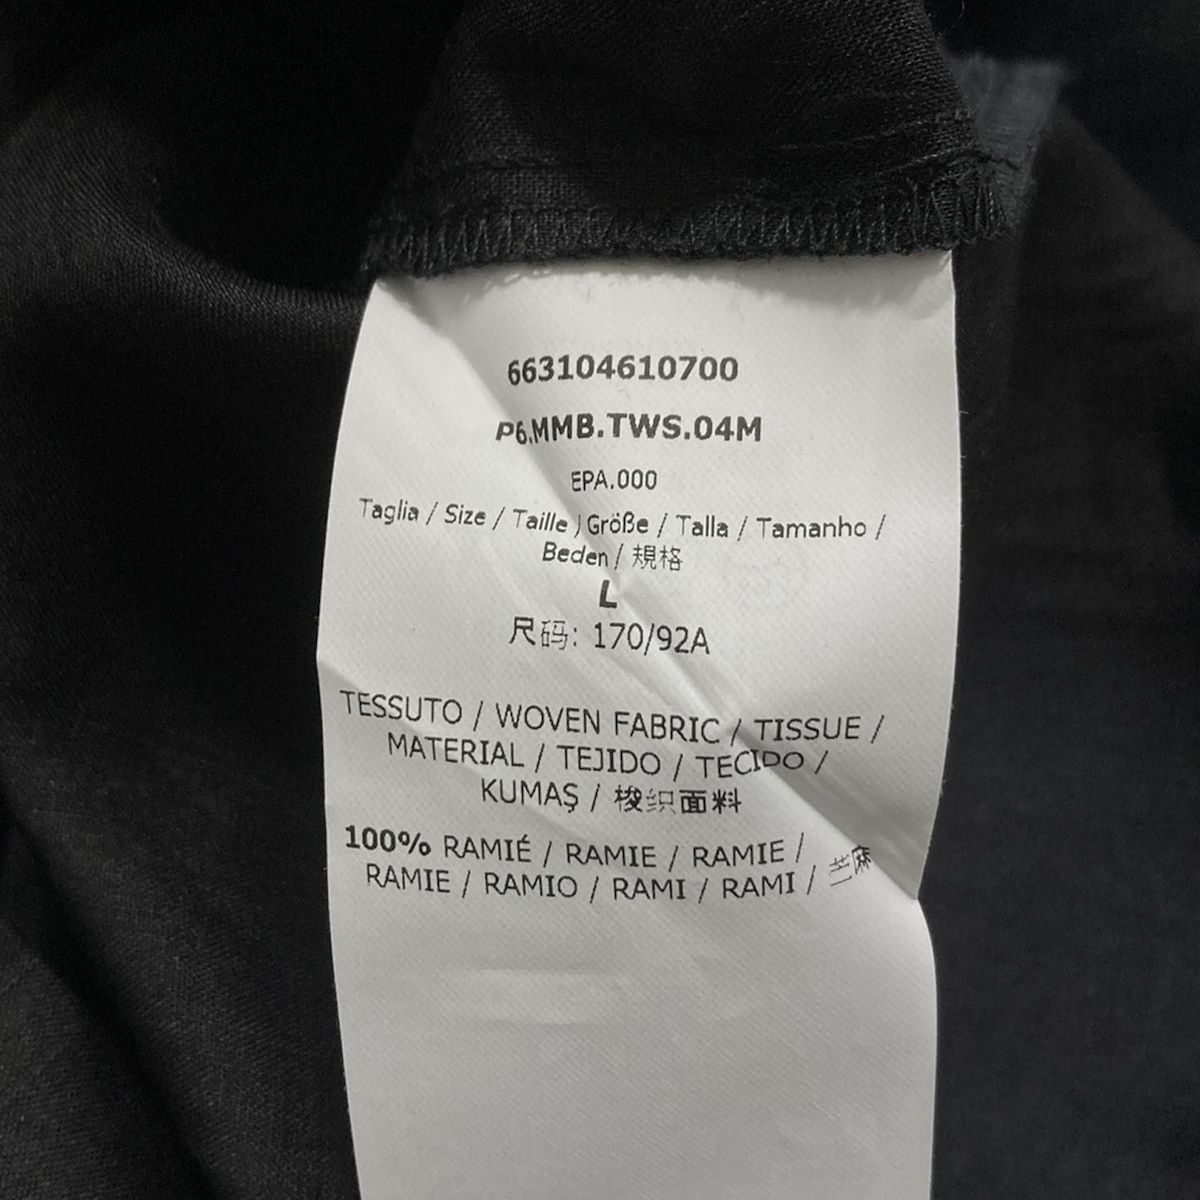 663104610700
P6.MMB.TWS.04M
EPA.000
Taglia / Size / Taille / Größe / Talla / Tamanho /
Beden / 規格
L
尺码: 170/92A
TESSUTO / WOVEN FABRIC / TISSUE /
MATERIAL / TEJIDO / TECIDO /
KUMAŞ / 梭织面料
100% RAMIÉ / RAMIE / RAMIE /
RAMIE / RAMIO / RAMI / RAMI / 苎麻